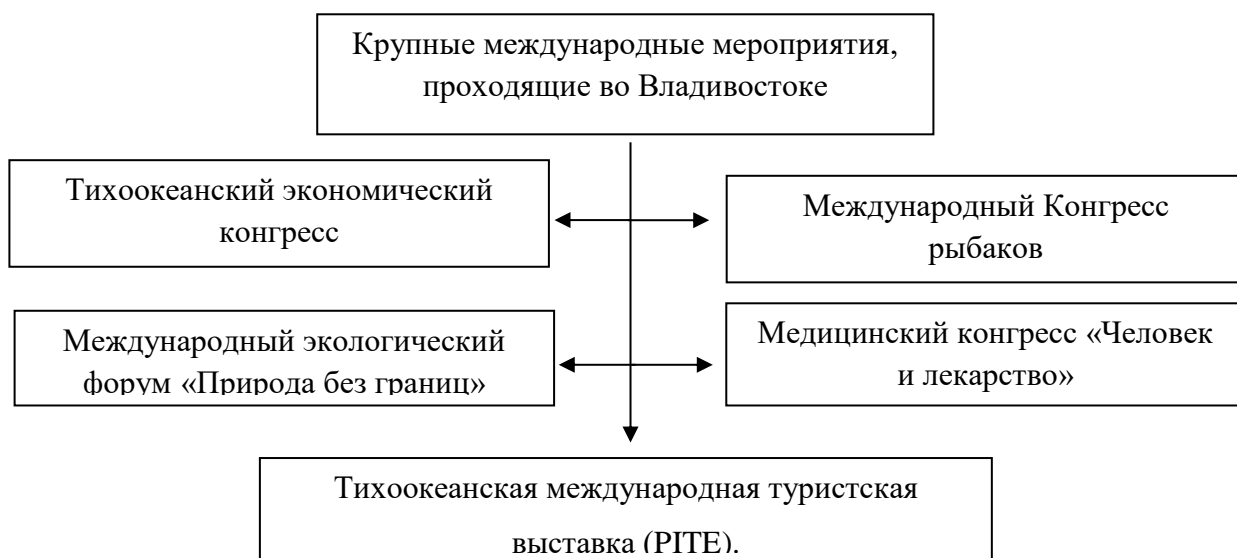 Крупные международные мероприятия,
проходящие во Владивостоке
Тихоокеанский экономический
конгресс
Международный Конгресс
рыбаков
Международный экологический
форум «Природа без границ»
Медицинский конгресс «Человек
и лекарство»
Тихоокеанская международная туристская
выставка (PITE).